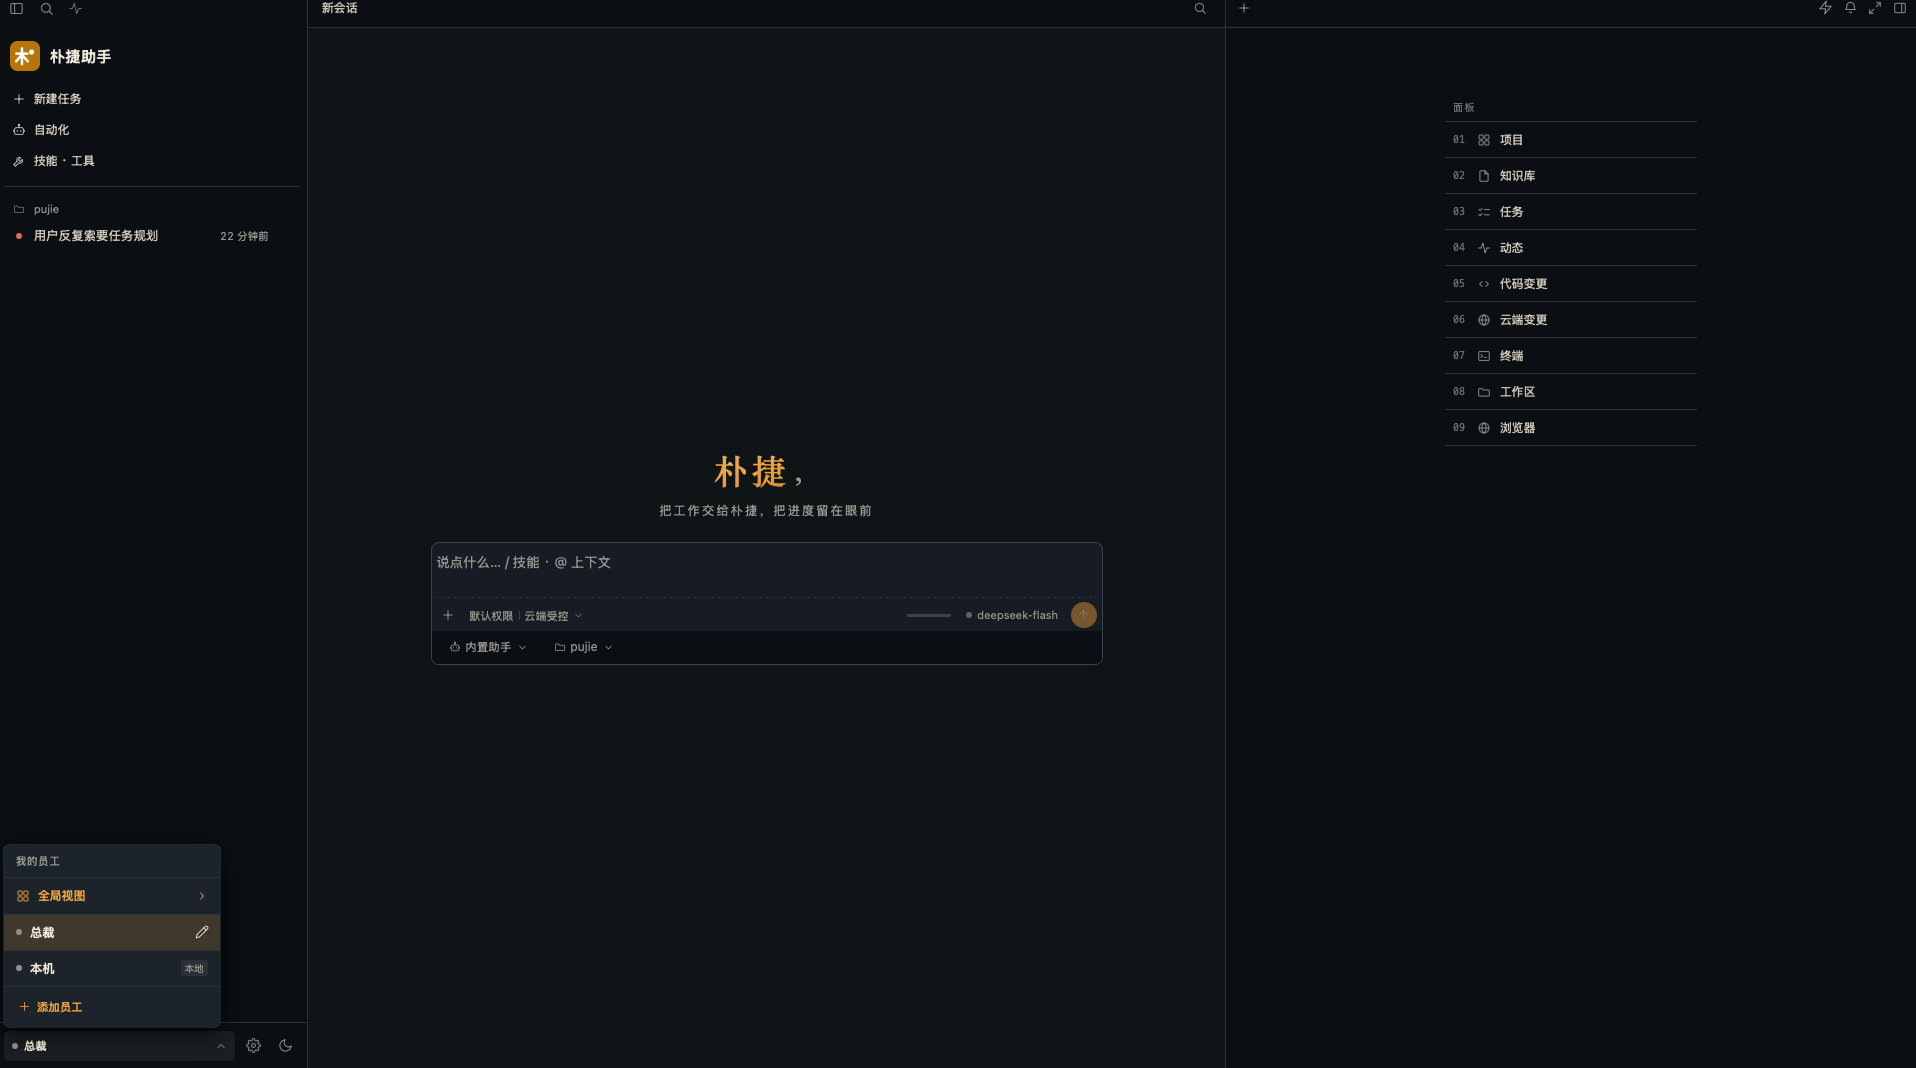 新会话
朴捷助手
新建任务
自动化
技能 · 工具
pujie
用户反复索要任务规划 22 分钟前
我的员工
全局视图
总裁
本机 本地
添加员工
总裁
朴捷，
把工作交给朴捷，把进度留在眼前
说点什么... / 技能 · @ 上下文
默认权限 云端受控 deepseek-flash
内置助手 pujie
面板
01 项目
02 知识库
03 任务
04 动态
05 代码变更
06 云端变更
07 终端
08 工作区
09 浏览器